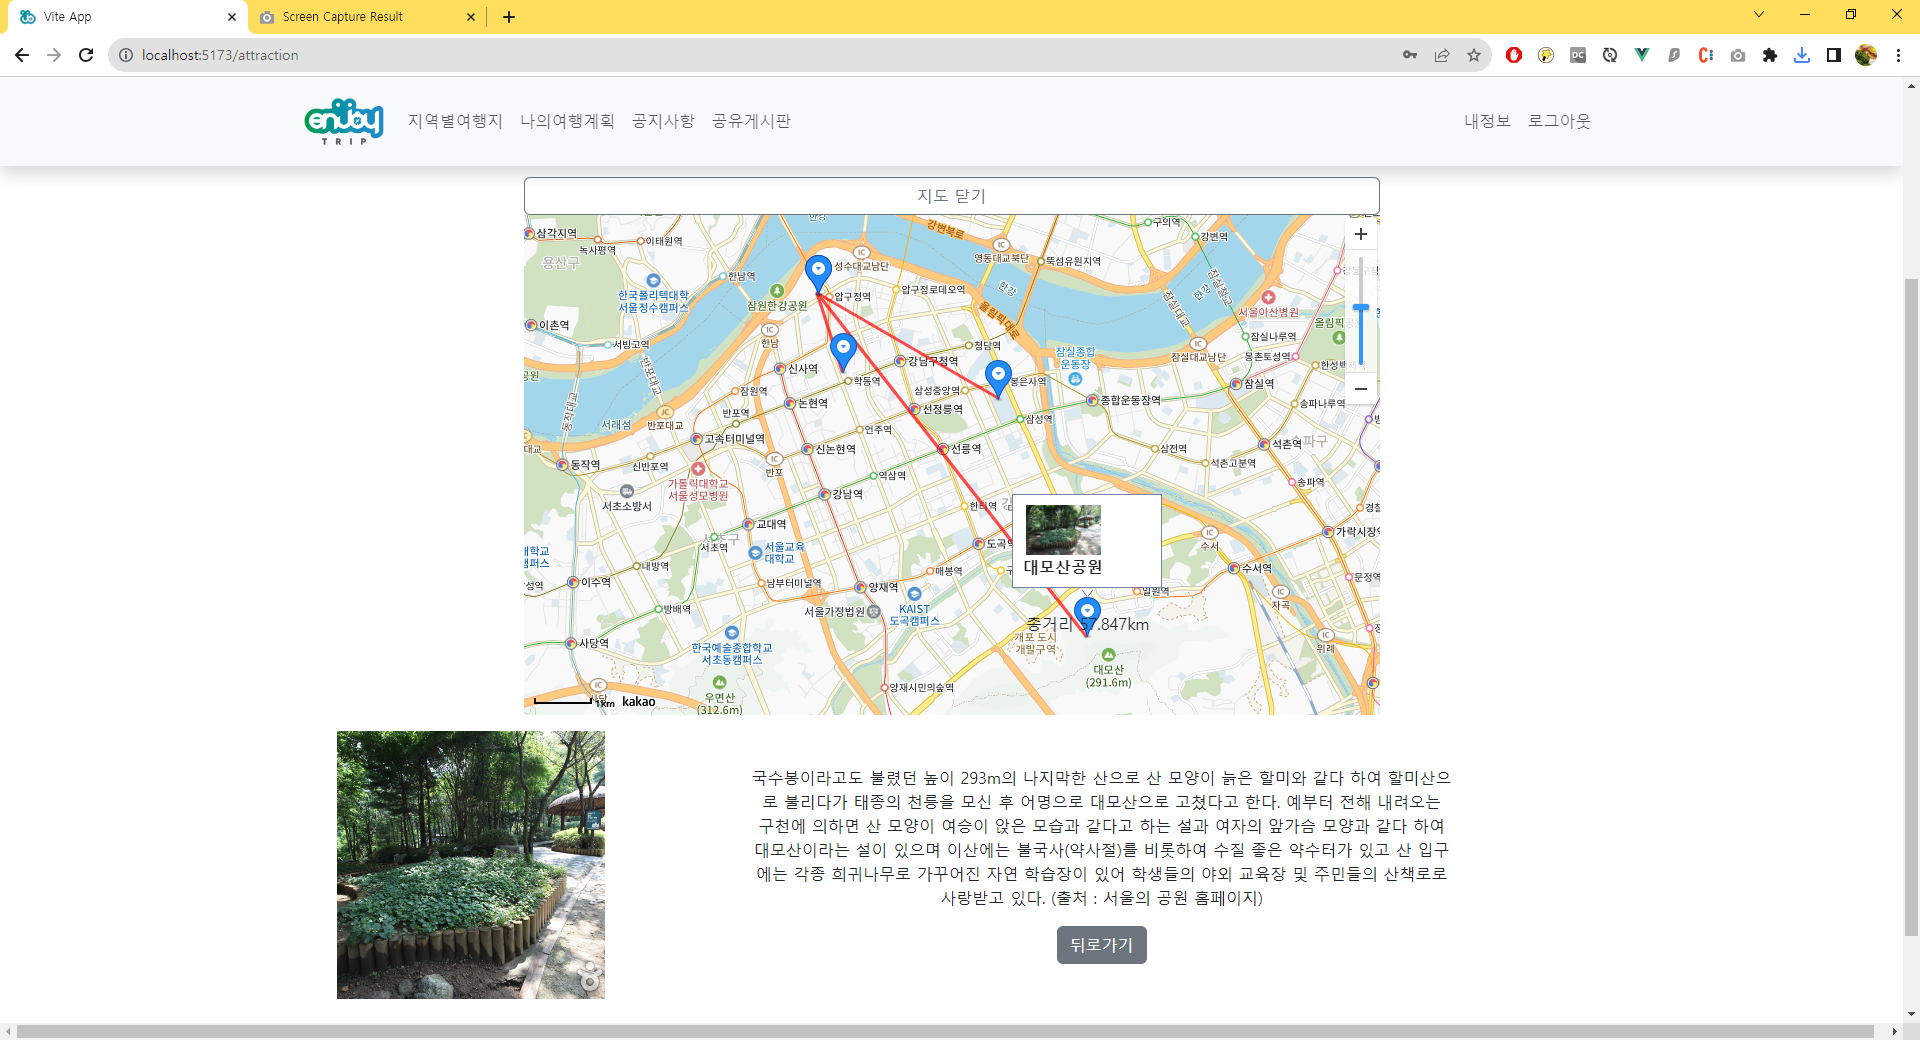 Vite App
Screen Capture Result
localhost:5173/attraction
enjoy
TRIP
지역별여행지
나의여행계획
공지사항
공유게시판
내정보
로그아웃
지도 닫기
삼각지역
녹사평역
이태원역
용산구
한남역
한국폴리텍대학
서울정수캠퍼스
이촌역
서빙고역
반포대교
동작대교
잠원한강공원
성수대교남단
압구정역
압구정로데오역
강변북로
영동대교북단
뚝섬유원지역
구의역
강변역
한강
올림픽대로
잠실대교
잠실철교
서울아산병원
잠실나루역
몽촌토성역
잠실대교남단
한남
신사역
학동역
강남구청역
청담역
삼성중앙역
봉은사역
잠실종합
운동장
종합운동장역
잠실역
송파나루역
잠원역
반포역
논현역
선정릉역
삼성역
서래섬
반포대교
고속터미널역
언주역
신논현역
선릉역
삼전역
석촌역
석촌고분역
송파역
동작역
신반포역
반포
가톨릭대학교
서울성모병원
역삼역
강남역
서초소방서
교대역
서초역
서울교육
대학교
내방역
이수역
남부터미널역
양재역
매봉역
수서
가락시장역
수서역
문정역
일원역
자곡
서울가정법원
KAIST
도곡캠퍼스
방배역
사당역
한국예술종합학교
서초동캠퍼스
대모산공원
총거리 57.847km
개포 도시
개발구역
대모산
(291.6m)
위례
우면산
(312.6m)
양재시민의숲역
1km
kakao
국수봉이라고도 불렸던 높이 293m의 나지막한 산으로 산 모양이 늙은 할미와 같다 하여 할미산으
로 불리다가 태종의 천릉을 모신 후 어명으로 대모산으로 고쳤다고 한다. 예부터 전해 내려오는
구천에 의하면 산 모양이 여승이 앉은 모습과 같다고 하는 설과 여자의 앞가슴 모양과 같다 하여
대모산이라는 설이 있으며 이산에는 불국사(약사절)를 비롯하여 수질 좋은 약수터가 있고 산 입구
에는 각종 희귀나무로 가꾸어진 자연 학습장이 있어 학생들의 야외 교육장 및 주민들의 산책로로
사랑받고 있다. (출처 : 서울의 공원 홈페이지)
뒤로가기